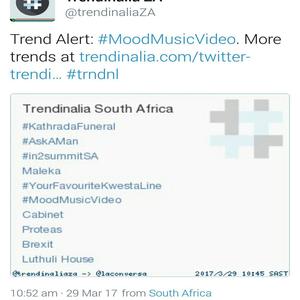 @trendinaliaZA
Trend Alert: #MoodMusicVideo. More
trends at trendinalia.com/twitter-
trendi... #trndnl
Trendinalia South Africa
#KathradaFuneral
#AskAMan
#in2summitSA
Maleka
#YourFavouriteKwestaLine
#MoodMusicVideo
Cabinet
Proteas
Brexit
Luthuli House
@trendinaliaza -> @laconversa 2017/3/29 10:45 SAST
10:52 am · 29 Mar 17 from South Africa